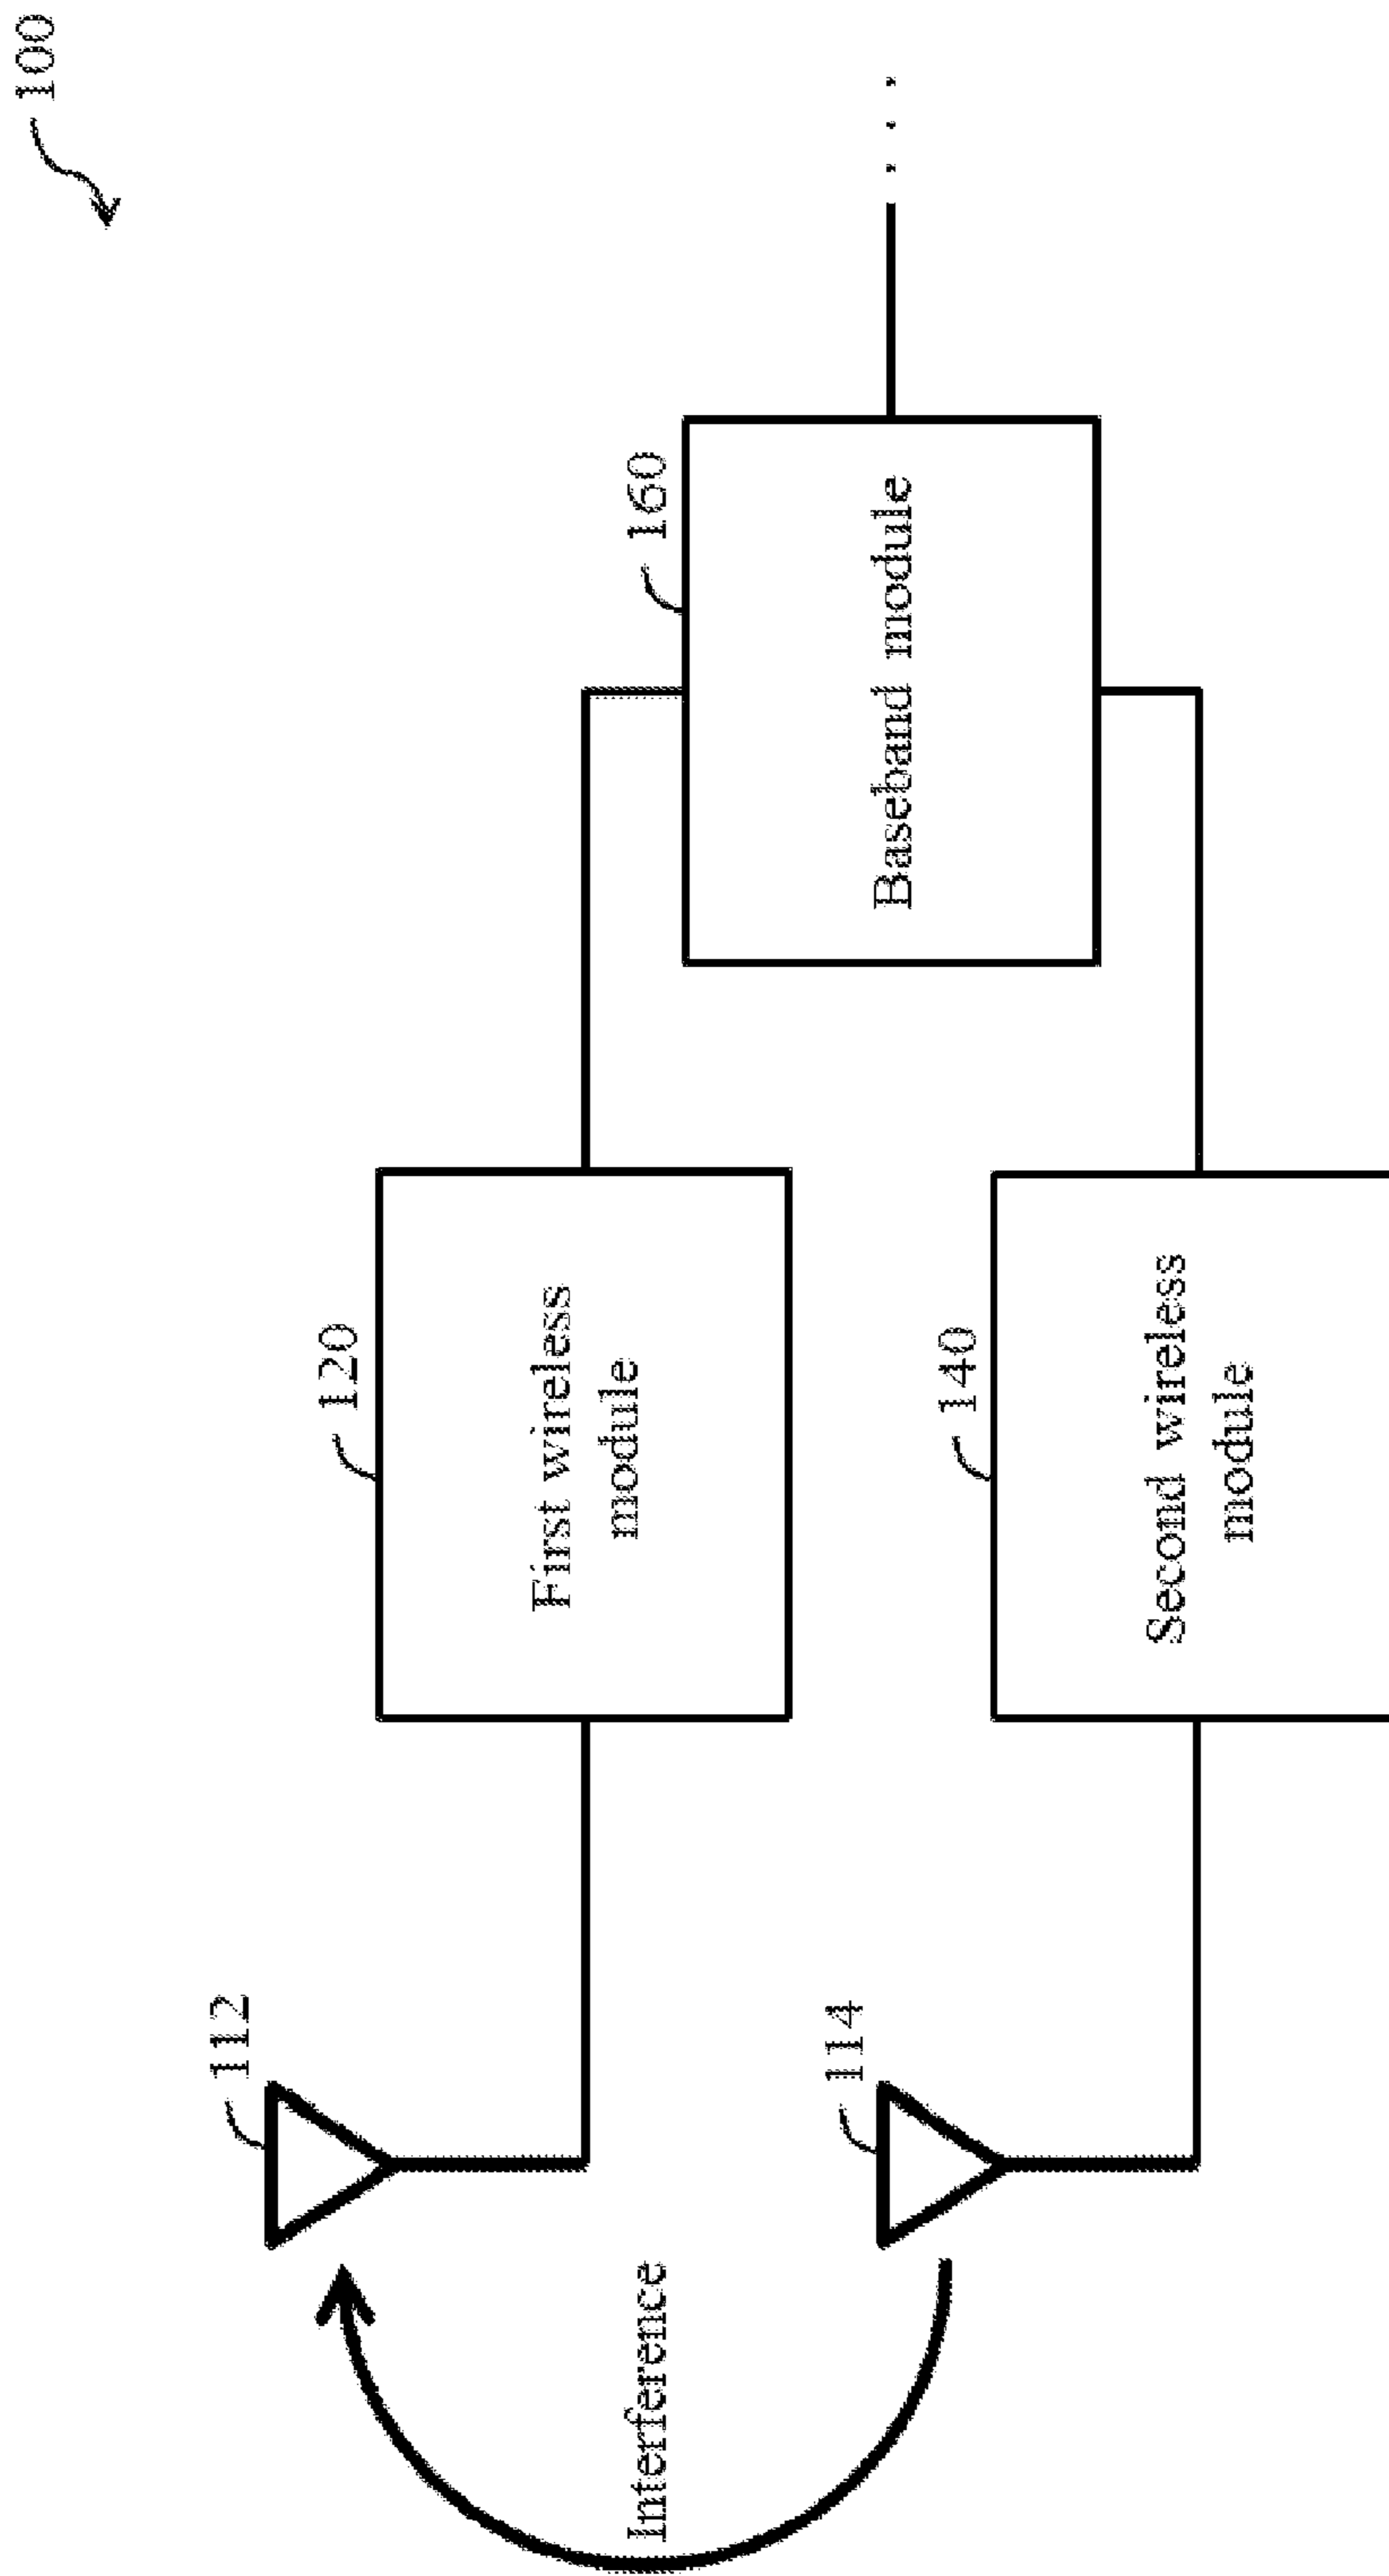 100
112
120
First wireless
module
160
Baseband module
...
Interference
114
140
Second wireless
module